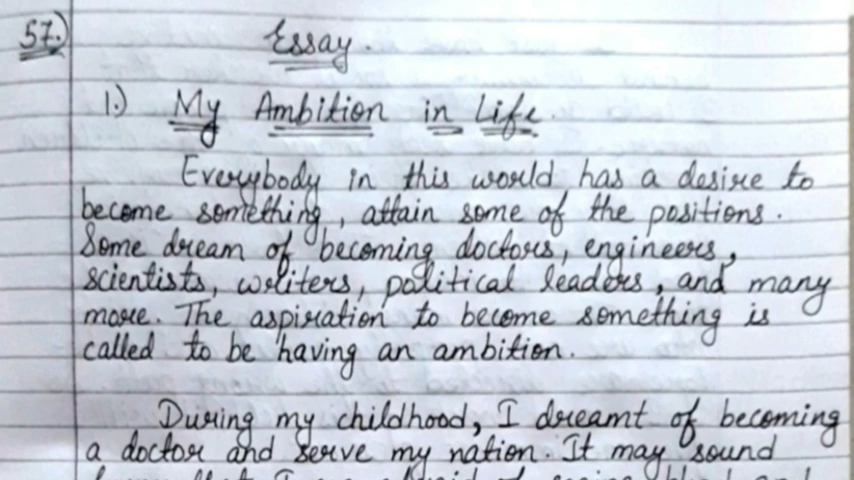 57.)
Essay.
1.) My Ambition in Life.
Everybody in this world has a desire to
become something, attain some of the positions.
Some dream of becoming doctors, engineers,
scientists, writers, political leaders, and many
more. The aspiration to become something is
called to be having an ambition.
During my childhood, I dreamt of becoming
a doctor and serve my nation. It may sound
that I